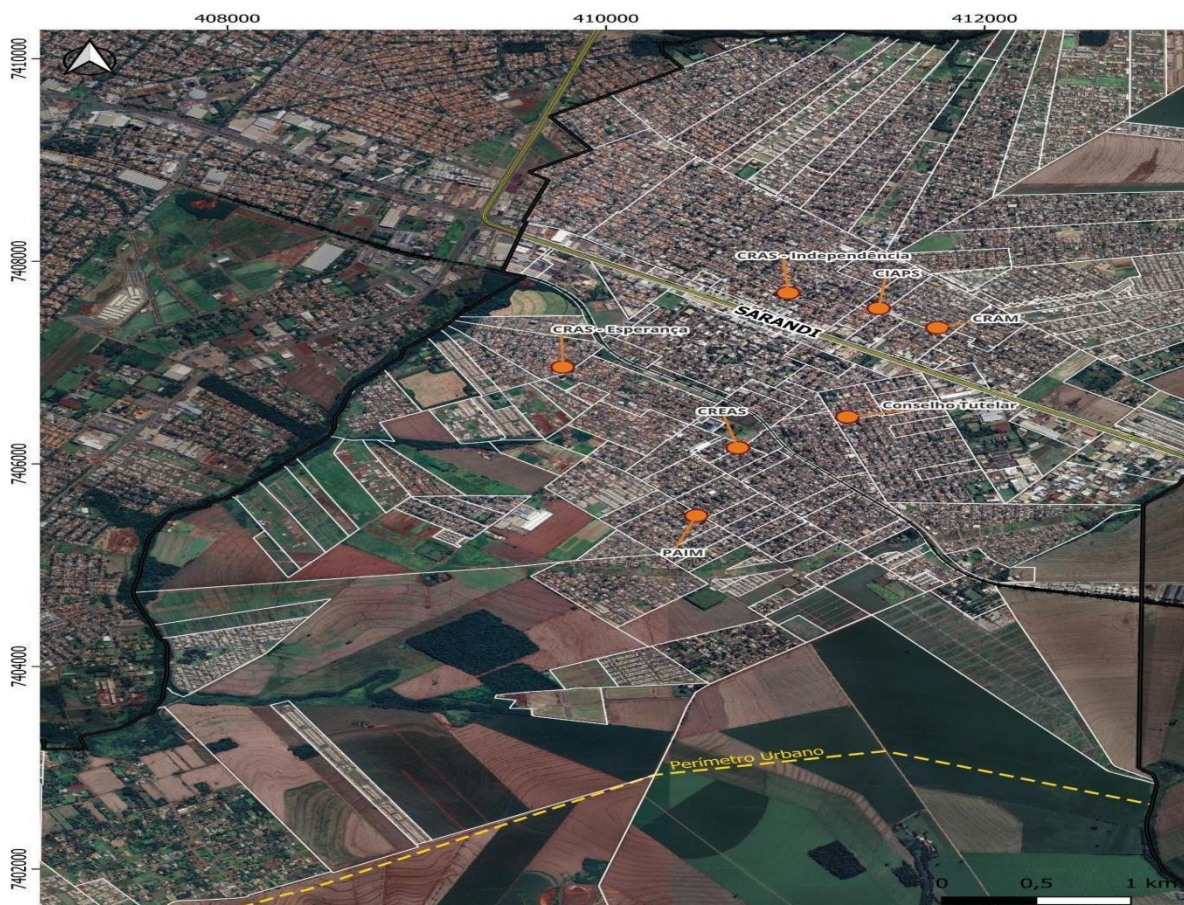 408000 410000 412000
7410000
7408000
7406000
7404000
7402000
CRAS - Independência
CIAPS
SARANDI
CRAM
CRAS - Esperança
CREAS
Conselho Tutelar
PAIM
Perímetro Urbano
0 0,5 1 km